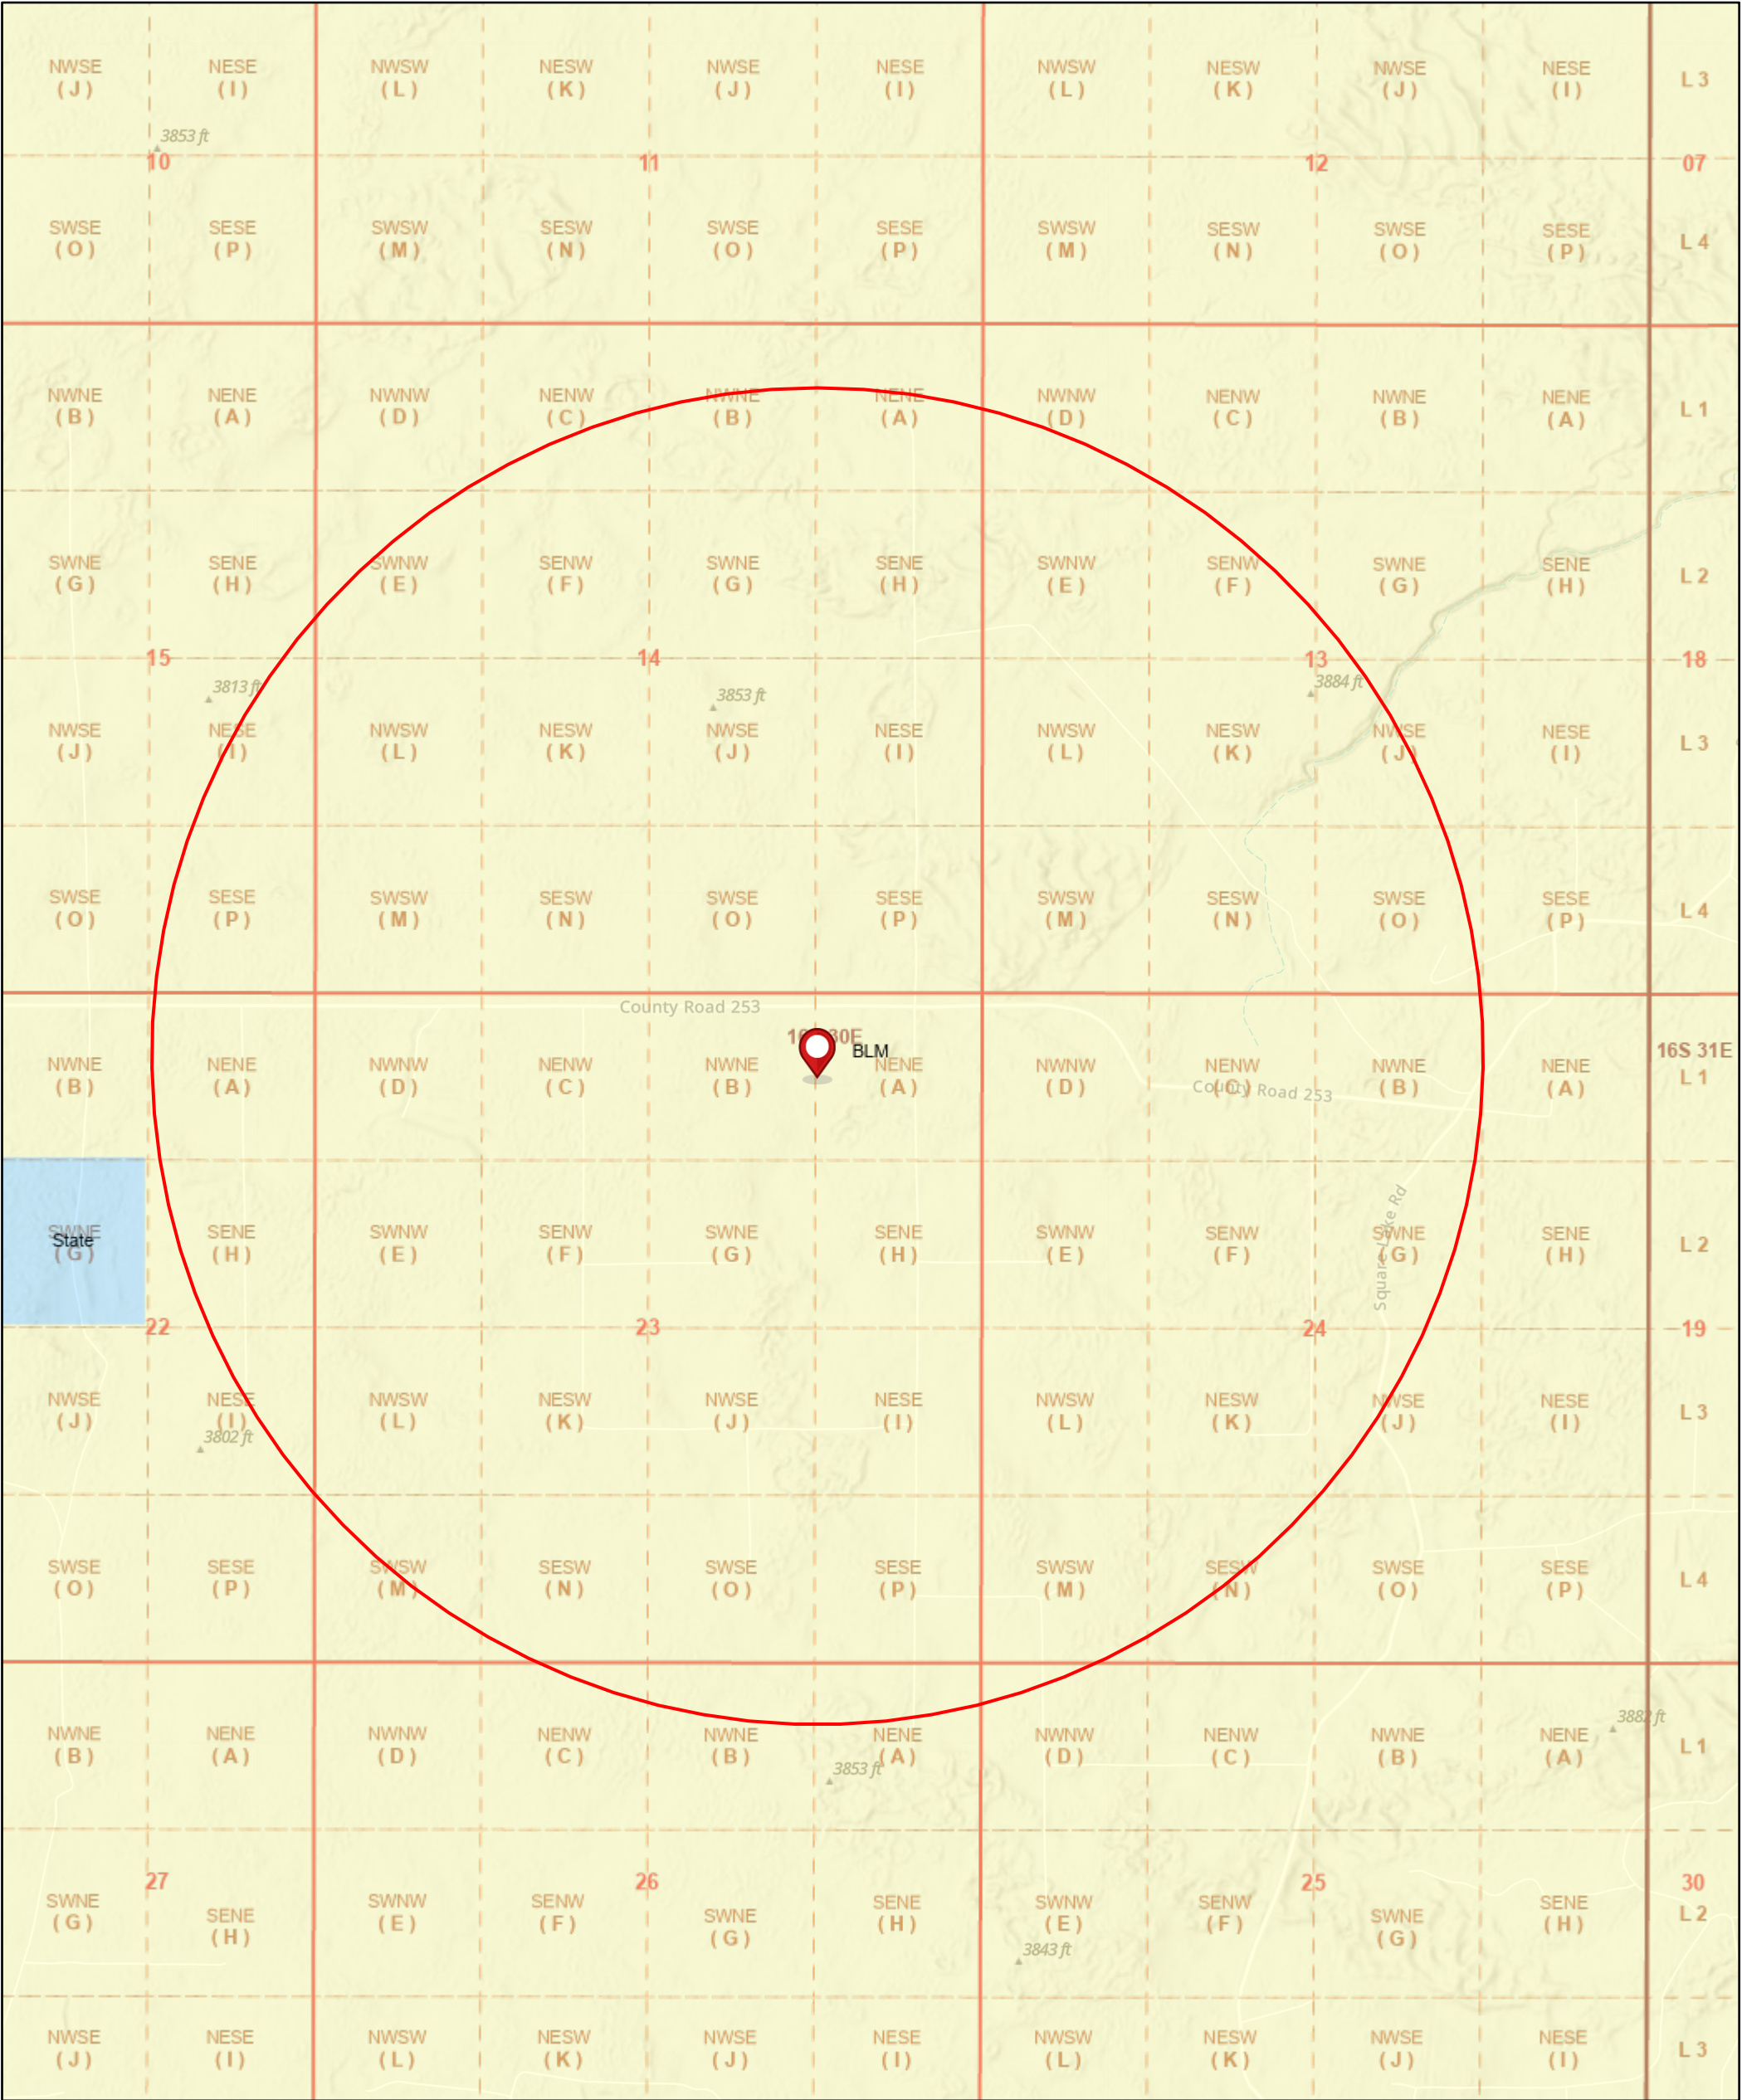 NWSE NESE NWSW NESW NWSE NESE NWSW NESW NWSE NESE L 3
(J) (I) (L) (K) (J) (I) (L) (K) (J) (I)
3853 ft
10 11 12 07
SWSE SESE SWSW SESW SWSE SESE SWSW SESW SWSE SESE L 4
(O) (P) (M) (N) (O) (P) (M) (N) (O) (P)
NWNE NENE NWNW NENW NWNE NENE NWNW NENW NWNE NENE L 1
(B) (A) (D) (C) (B) (A) (D) (C) (B) (A)
SWNE SENE SWNW SENW SWNE SENE SWNW SENW SWNE SENE L 2
(G) (H) (E) (F) (G) (H) (E) (F) (G) (H)
15 14 13 18
3813 ft 3853 ft 3884 ft
NWSE NESE NWSW NESW NWSE NESE NWSW NESW NWSE NESE L 3
(J) (I) (L) (K) (J) (I) (L) (K) (J) (I)
SWSE SESE SWSW SESW SWSE SESE SWSW SESW SWSE SESE L 4
(O) (P) (M) (N) (O) (P) (M) (N) (O) (P)
County Road 253
BLM
16S 31E
NWNE NENE NWNW NENW NWNE NENE NWNW NENW NWNE NENE L 1
(B) (A) (D) (C) (B) (A) (D) (C) (B) (A)
County Road 253
Square Lake Rd
SWNE SENE SWNW SENW SWNE SENE SWNW SENW SWNE SENE L 2
State
(G) (H) (E) (F) (G) (H) (E) (F) (G) (H)
22 23 24 19
NWSE NESE NWSW NESW NWSE NESE NWSW NESW NWSE NESE L 3
(J) (I) (L) (K) (J) (I) (L) (K) (J) (I)
3802 ft
SWSE SESE SWSW SESW SWSE SESE SWSW SESW SWSE SESE L 4
(O) (P) (M) (N) (O) (P) (M) (N) (O) (P)
3882 ft
NWNE NENE NWNW NENW NWNE NENE NWNW NENW NWNE NENE L 1
(B) (A) (D) (C) (B) (A) (D) (C) (B) (A)
3853 ft
27 26 25 30
SWNE SENE SWNW SENW SWNE SENE SWNW SENW SWNE SENE L 2
(G) (H) (E) (F) (G) (H) (E) (F) (G) (H)
3843 ft
NWSE NESE NWSW NESW NWSE NESE NWSW NESW NWSE NESE L 3
(J) (I) (L) (K) (J) (I) (L) (K) (J) (I)